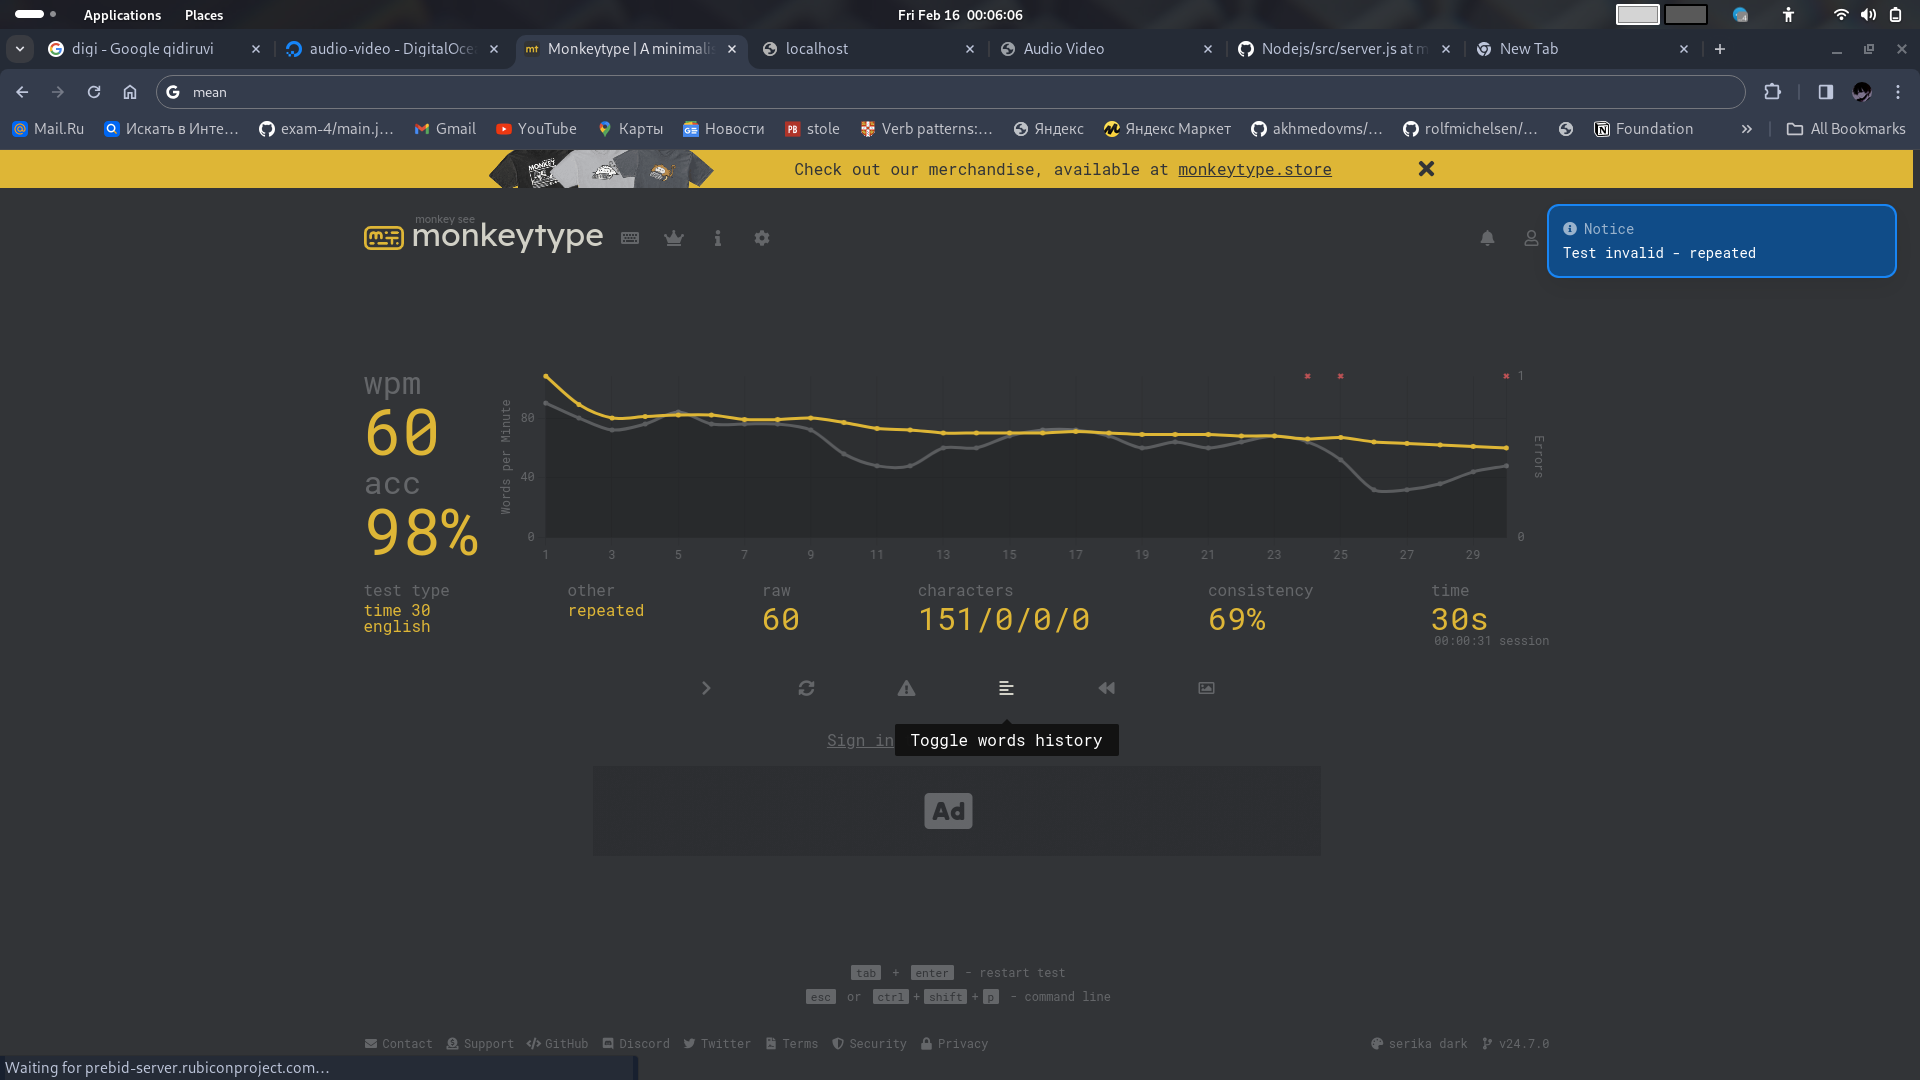 Applications Places Fri Feb 16 00:06:06
digi - Google qidiruvi audio-video - DigitalOce Monkeytype | A minimalis localhost Audio Video Nodejs/src/server.js at m New Tab
mean
Mail.Ru Искать в Инте... exam-4/main.j... Gmail YouTube Карты Новости stole Verb patterns:... Яндекс Яндекс Маркет akhmedovms/... rolfmichelsen/... Foundation » All Bookmarks
Check out our merchandise, available at monkeytype.store
monkey see
monkeytype
Notice
Test invalid - repeated
wpm
60
acc
98%
Words per Minute
80
40
0
1 3 5 7 9 11 13 15 17 19 21 23 25 27 29
1
0
Errors
test type
time 30
english
other
repeated
raw
60
characters
151/0/0/0
consistency
69%
time
30s
00:00:31 session
Sign in
Toggle words history
Ad
tab + enter - restart test
esc or ctrl + shift + p - command line
Contact Support GitHub Discord Twitter Terms Security Privacy serika dark v24.7.0
Waiting for prebid-server.rubiconproject.com...